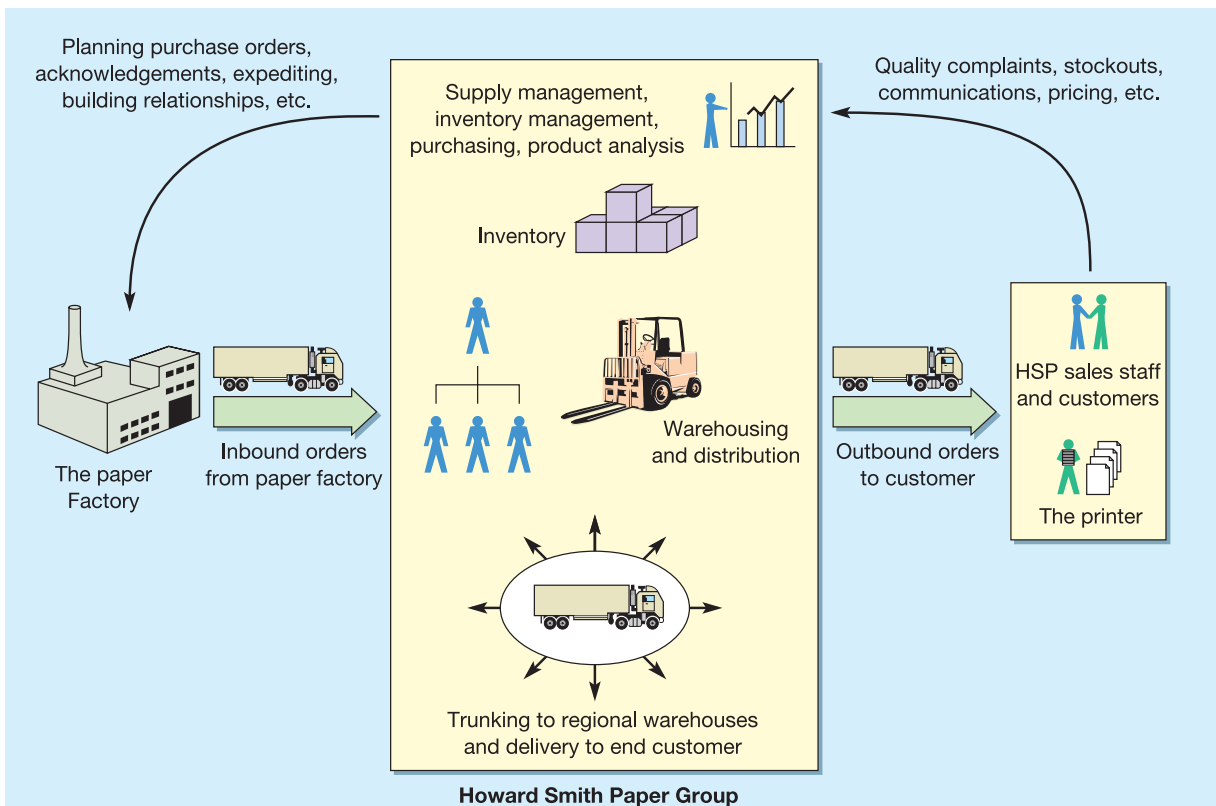 Planning purchase orders,
acknowledgements, expediting,
building relationships, etc.
Supply management,
inventory management,
purchasing, product analysis
Quality complaints, stockouts,
communications, pricing, etc.
Inventory
The paper
Factory
Inbound orders
from paper factory
Warehousing
and distribution
Outbound orders
to customer
HSP sales staff
and customers
The printer
Trunking to regional warehouses
and delivery to end customer
Howard Smith Paper Group